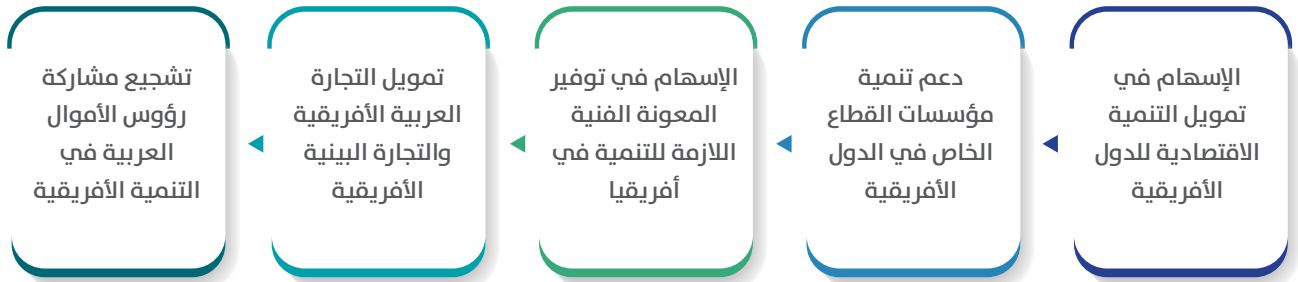 الإسهام في
تمويل التنمية
الاقتصادية للدول
الأفريقية
دعم تنمية
مؤسسات القطاع
الخاص في الدول
الأفريقية
الإسهام في توفير
المعونة الفنية
اللازمة للتنمية في
أفريقيا
تمويل التجارة
العربية الأفريقية
والتجارة البينية
الأفريقية
تشجيع مشاركة
رؤوس الأموال
العربية في
التنمية الأفريقية